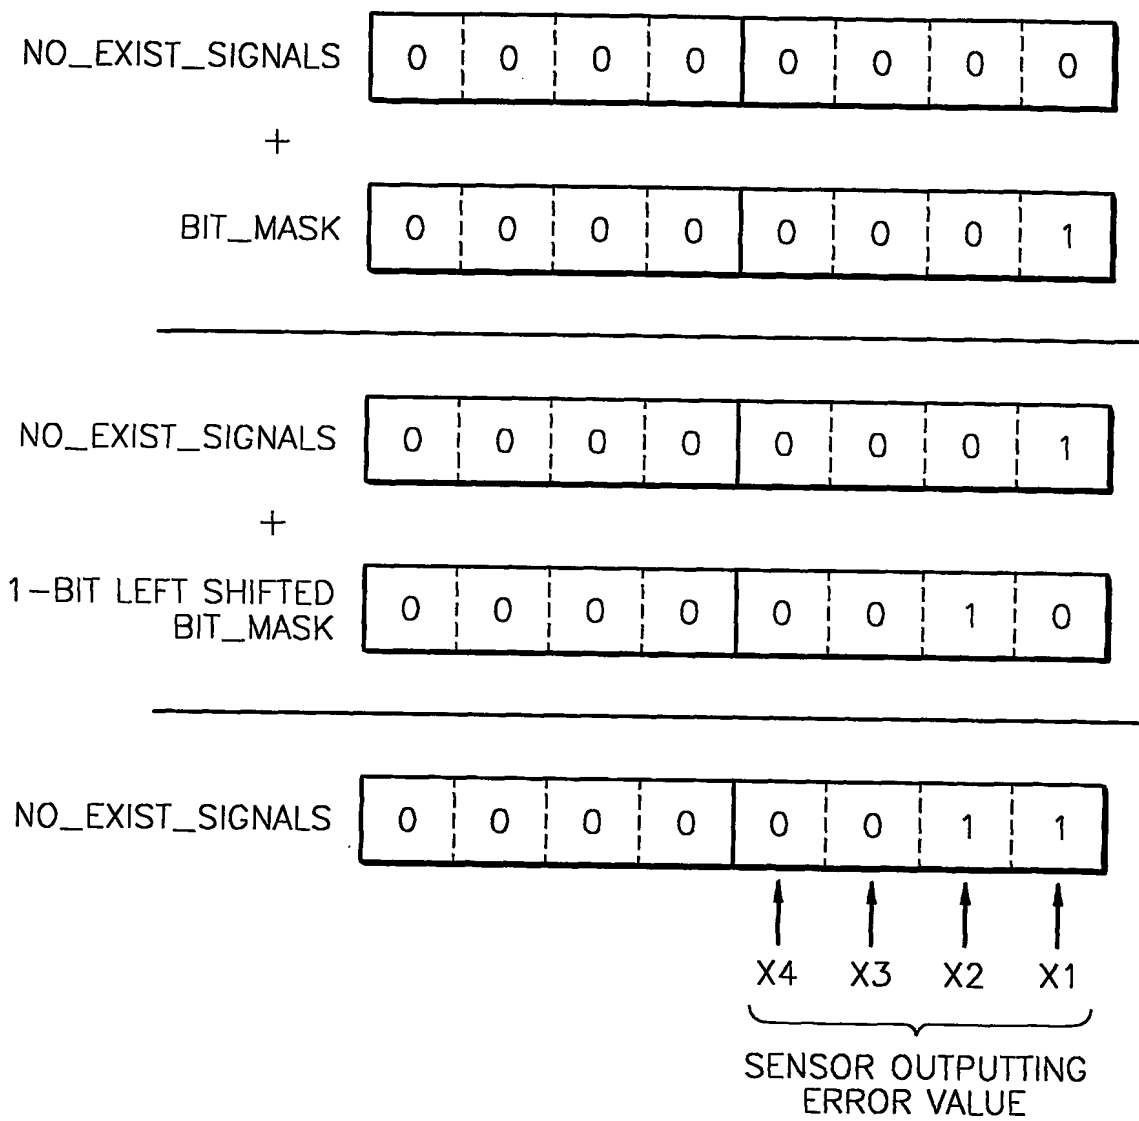 NO_EXIST_SIGNALS 0 0 0 0 0 0 0 0
+
BIT_MASK 0 0 0 0 0 0 0 1
NO_EXIST_SIGNALS 0 0 0 0 0 0 0 1
+
1-BIT LEFT SHIFTED
BIT_MASK 0 0 0 0 0 0 1 0
NO_EXIST_SIGNALS 0 0 0 0 0 0 1 1
X4 X3 X2 X1
SENSOR OUTPUTTING
ERROR VALUE